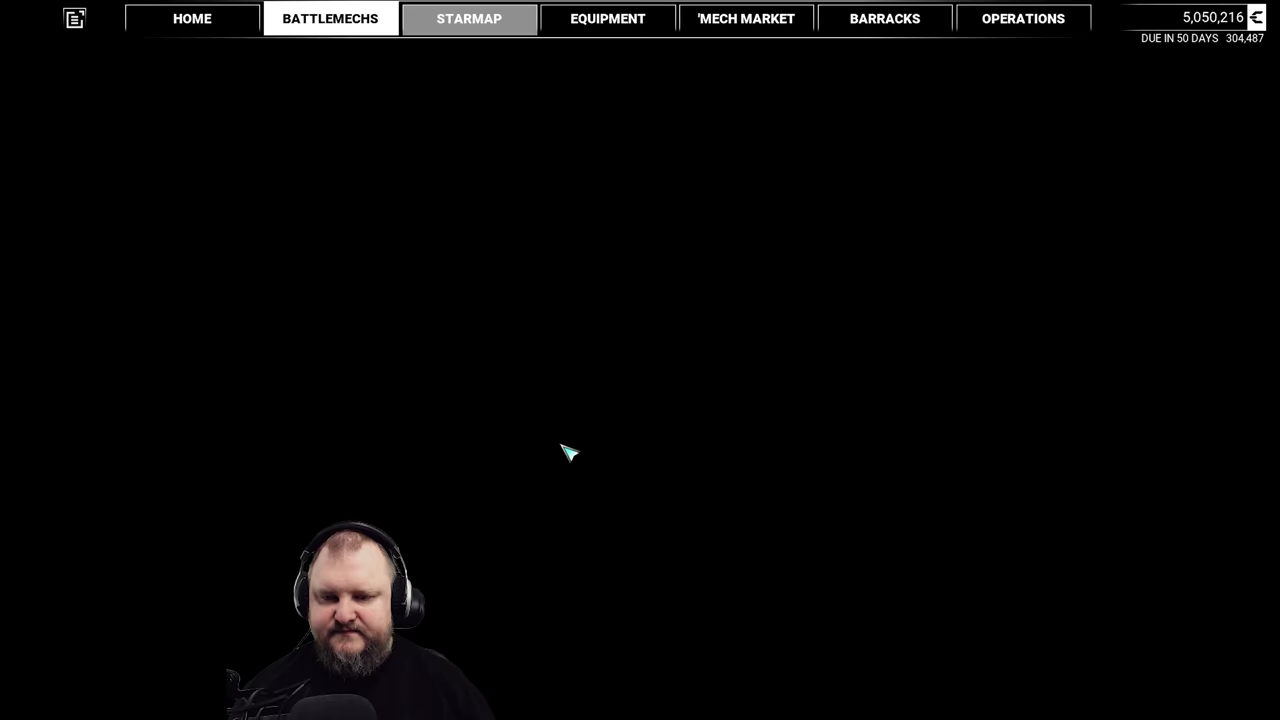 HOME
BATTLEMECHS
STARMAP
EQUIPMENT
'MECH MARKET
BARRACKS
OPERATIONS
5,050,216
DUE IN 50 DAYS 304,487